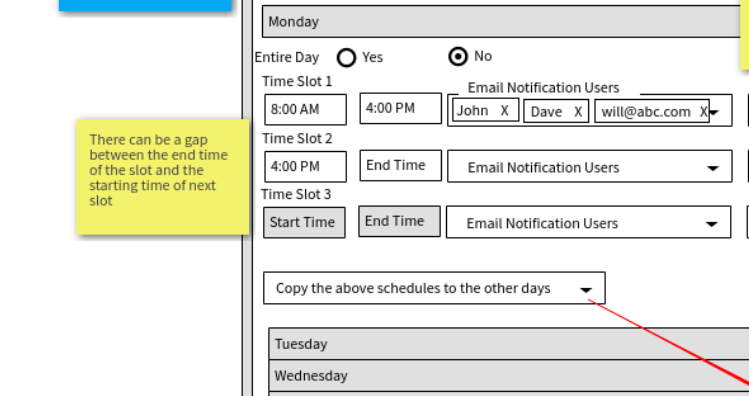 Monday
Entire Day Yes No
Time Slot 1
Email Notification Users
8:00 AM 4:00 PM John X Dave X will@abc.com X
There can be a gap
between the end time
of the slot and the
starting time of next
slot
Time Slot 2
4:00 PM End Time Email Notification Users
Time Slot 3
Start Time End Time Email Notification Users
Copy the above schedules to the other days
Tuesday
Wednesday